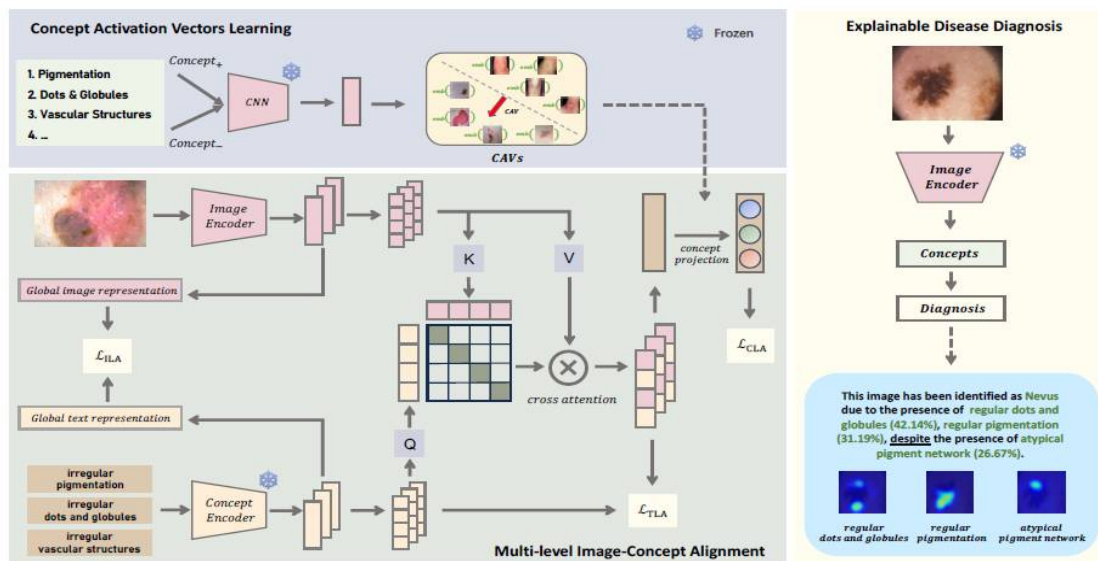 Concept Activation Vectors Learning
Frozen
1. Pigmentation
2. Dots & Globules
3. Vascular Structures
4. ...
Concept+
Concept−
CNN
CAV
CAVs
Image
Encoder
Global image representation
K
V
concept
projection
ℒILA
ℒCLA
cross attention
Global text representation
Q
irregular
pigmentation
irregular
dots and globules
irregular
vascular structures
Concept
Encoder
ℒTLA
Multi-level Image-Concept Alignment
Explainable Disease Diagnosis
Image
Encoder
Concepts
Diagnosis
This image has been identified as Nevus
due to the presence of regular dots and
globules (42.14%), regular pigmentation
(31.19%), despite the presence of atypical
pigment network (26.67%).
regular
dots and globules
regular
pigmentation
atypical
pigment network